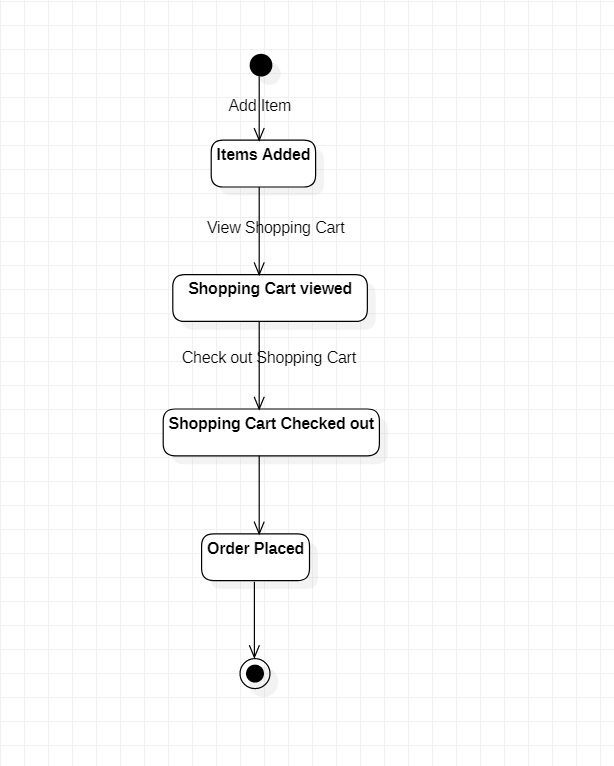 Add Item
Items Added
View Shopping Cart
Shopping Cart viewed
Check out Shopping Cart
Shopping Cart Checked out
Order Placed